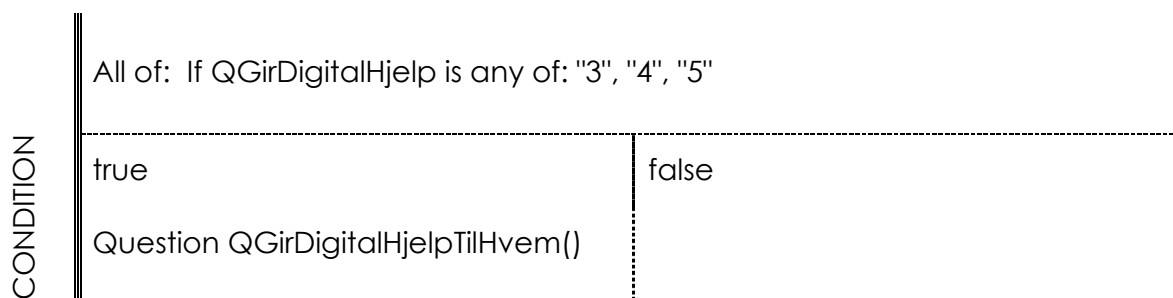 CONDITION
All of: If QGirDigitalHjelp is any of: "3", "4", "5"
true
false
Question QGirDigitalHjelpTilHvem()